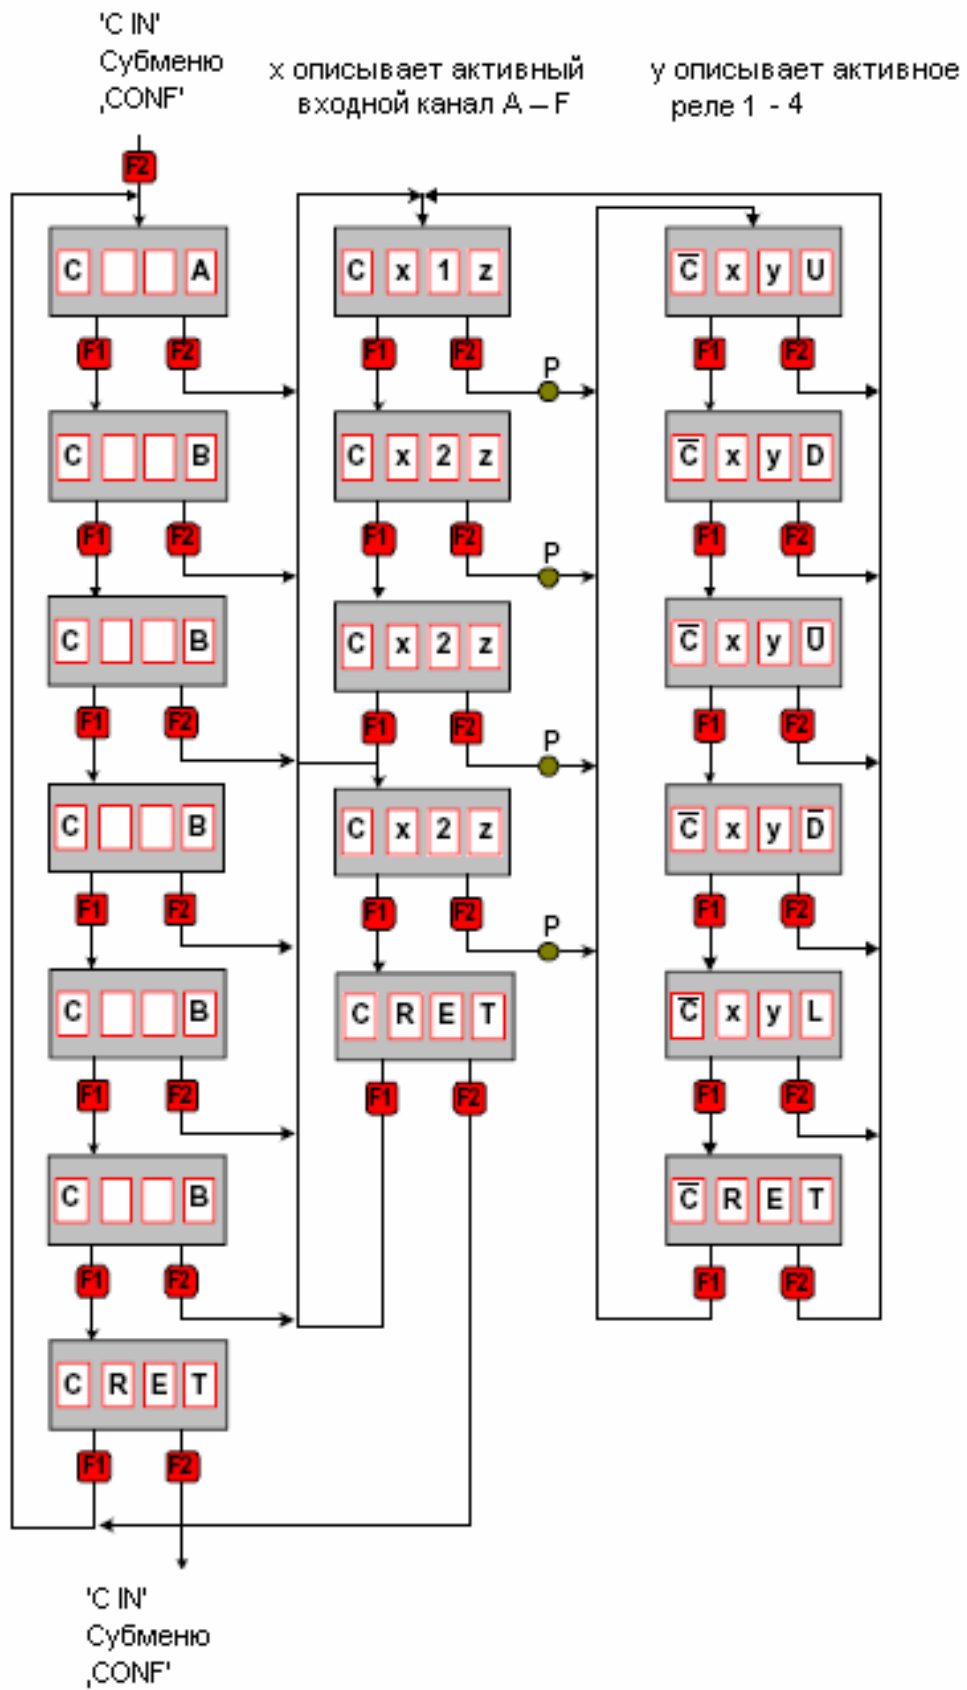 'C IN'
Субменю
‚CONF'
x описывает активный
входной канал A – F
y описывает активное
реле 1 - 4
F2
C A
F1 F2
C B
F1 F2
C B
F1 F2
C B
F1 F2
C B
F1 F2
C B
F1 F2
C R E T
F1 F2
C x 1 z
F1 F2 P
C x 2 z
F1 F2 P
C x 2 z
F1 F2 P
C x 2 z
F1 F2 P
C R E T
F1 F2
C̅ x y U
F1 F2
C̅ x y D
F1 F2
C̅ x y U̅
F1 F2
C̅ x y D̅
F1 F2
C̅ x y L
F1 F2
C̅ R E T
F1 F2
'C IN'
Субменю
‚CONF'